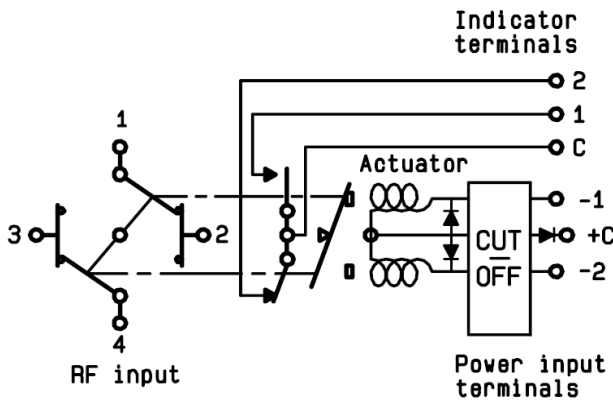 Indicator
terminals
2
1
1
C
Actuator
-1
3
2
CUT
OFF
+C
-2
4
RF input
Power input
terminals